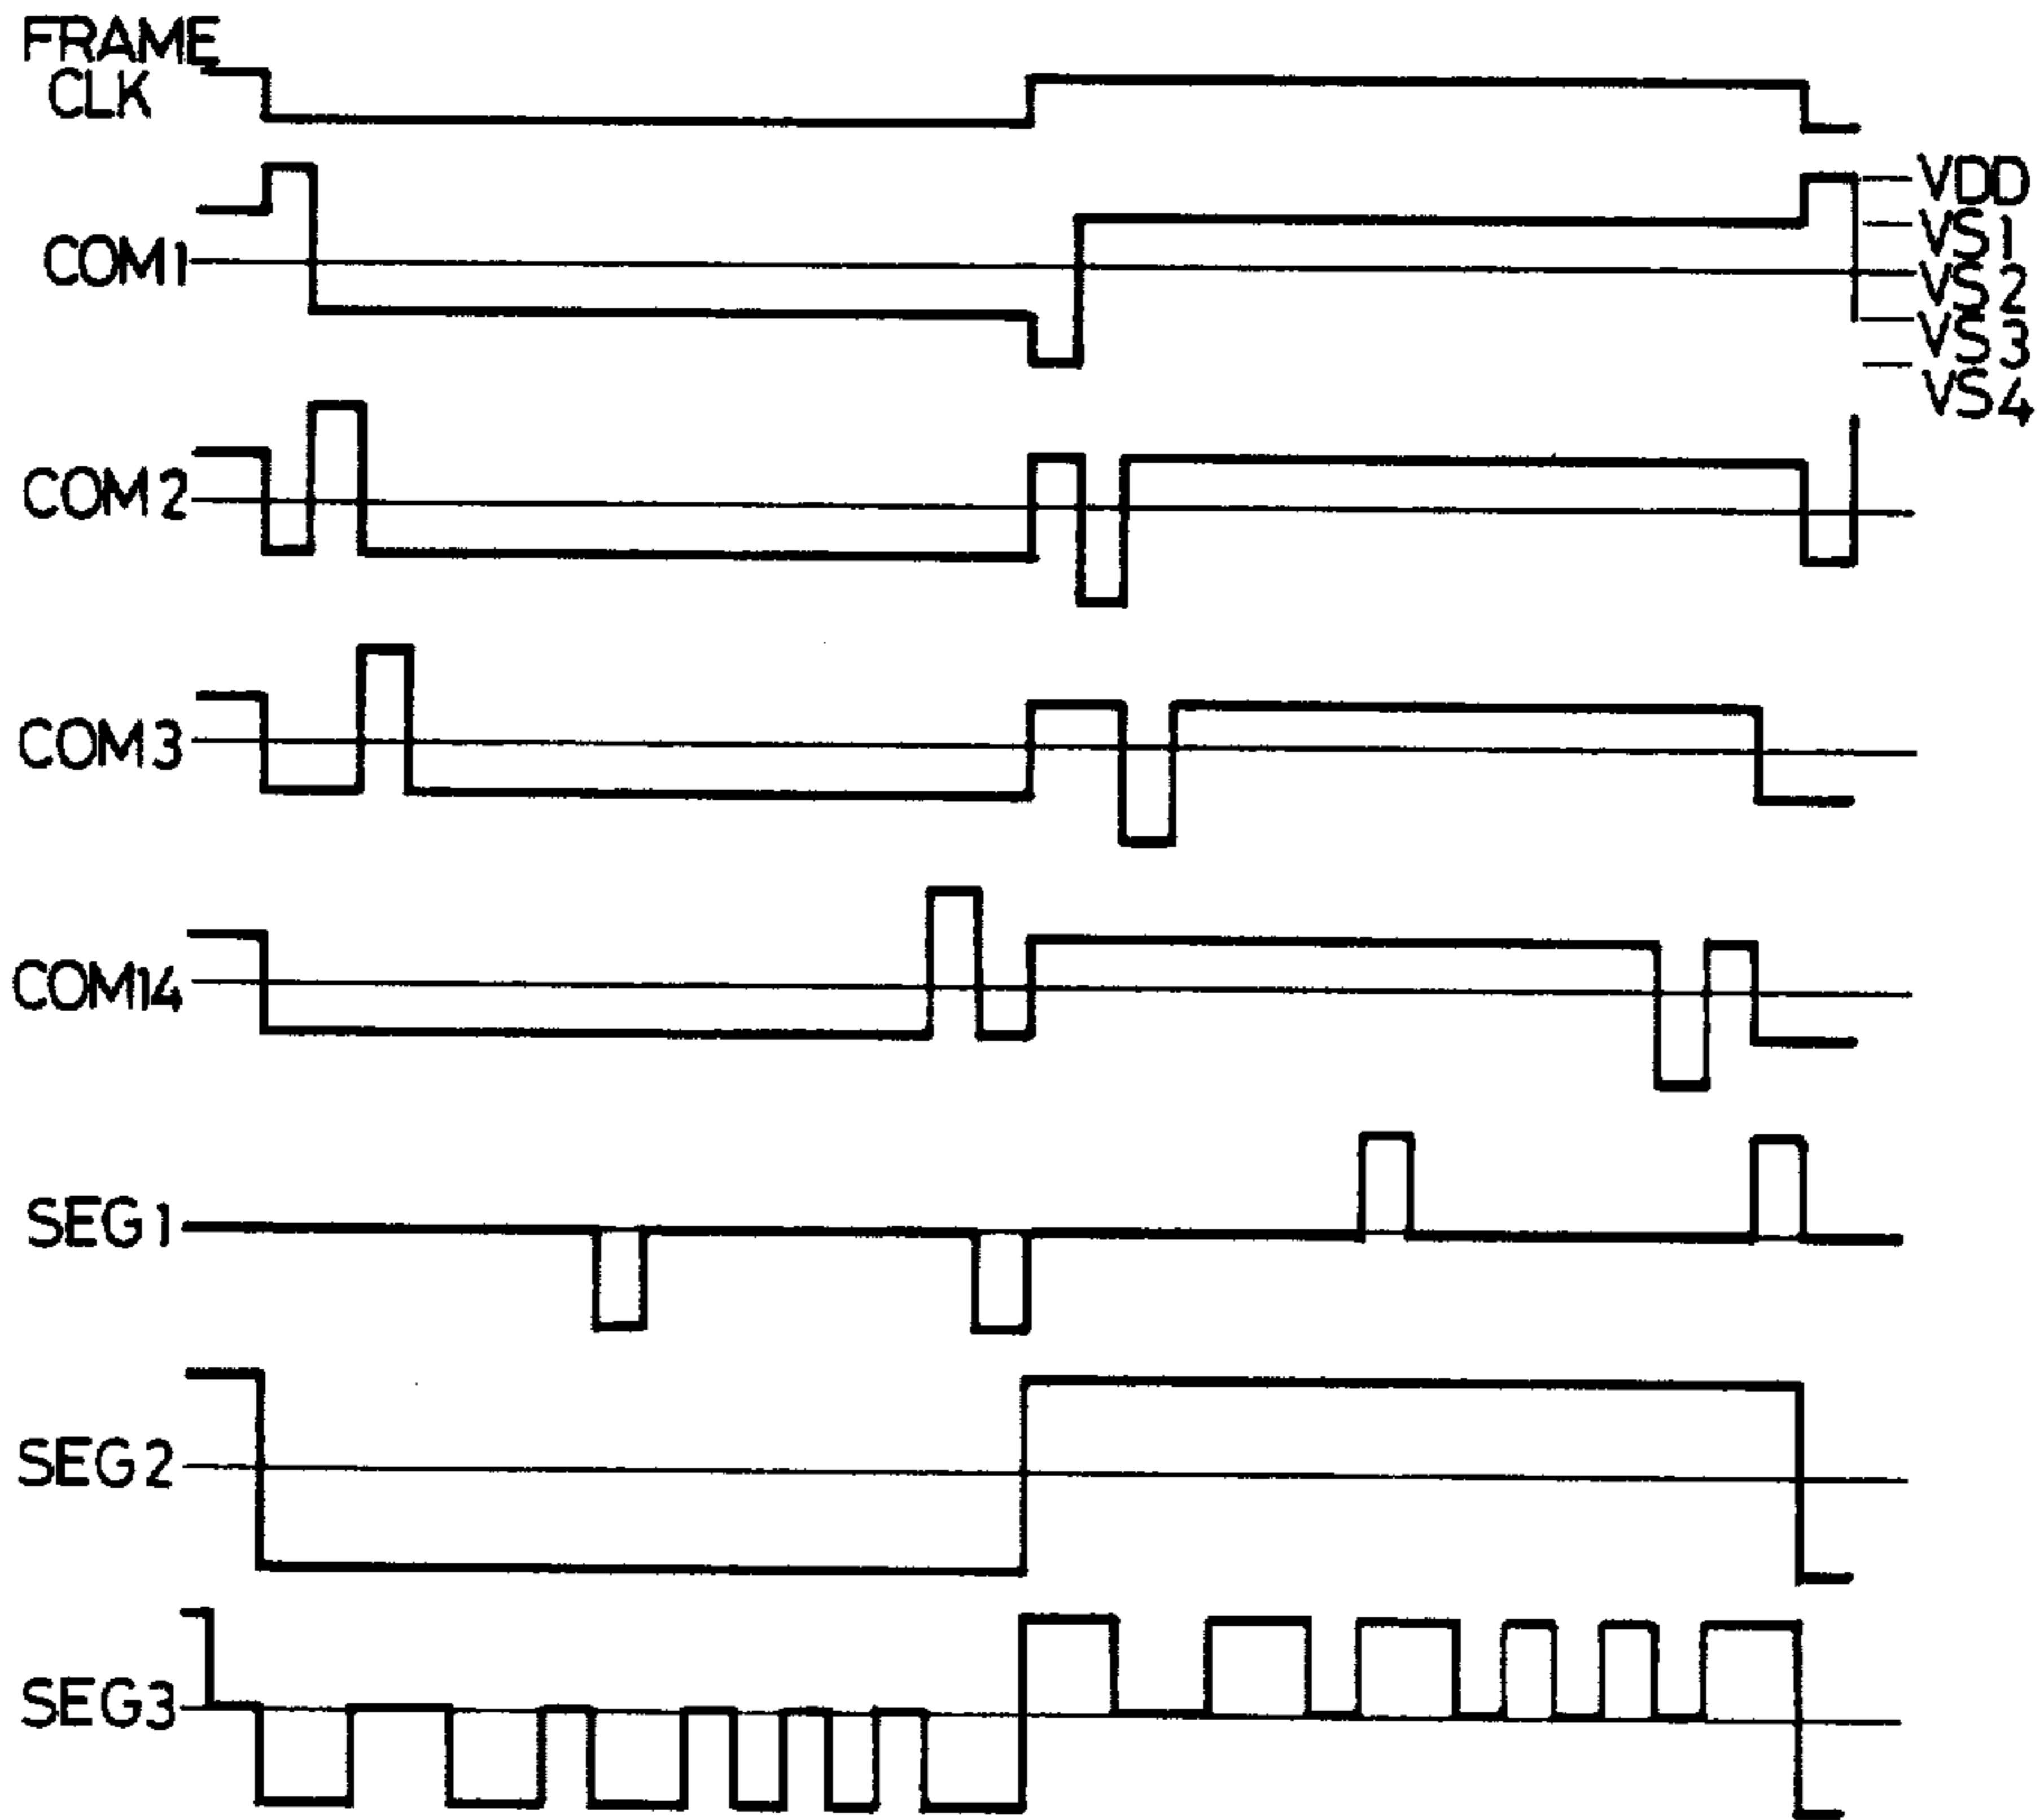 FRAME
CLK
COM1
VDD
VS1
VS2
VS3
VS4
COM2
COM3
COM14
SEG1
SEG2
SEG3